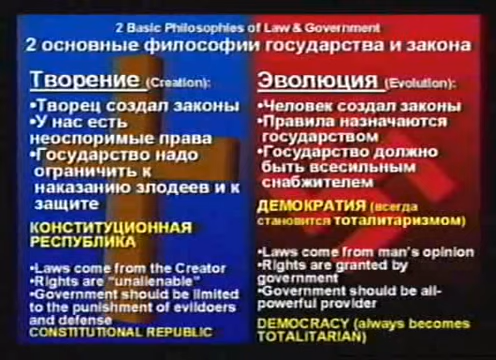 2 Basic Philosophies of Law & Government
2 основные философии государства и закона
Творение (Creation):
•Творец создал законы
•У нас есть
неоспоримые права
•Государство надо
ограничить к
наказанию злодеев и к
защите
КОНСТИТУЦИОННАЯ
РЕСПУБЛИКА
•Laws come from the Creator
•Rights are "unalienable"
•Government should be limited
to the punishment of evildoers
and defense
CONSTITUTIONAL REPUBLIC
Эволюция (Evolution):
•Человек создал законы
•Правила назначаются
государством
•Государство должно
быть всесильным
снабжителем
ДЕМОКРАТИЯ (всегда
становится тоталитаризмом)
•Laws come from man's opinion
•Rights are granted by
government
•Government should be all-
powerful provider
DEMOCRACY (always becomes
TOTALITARIAN)